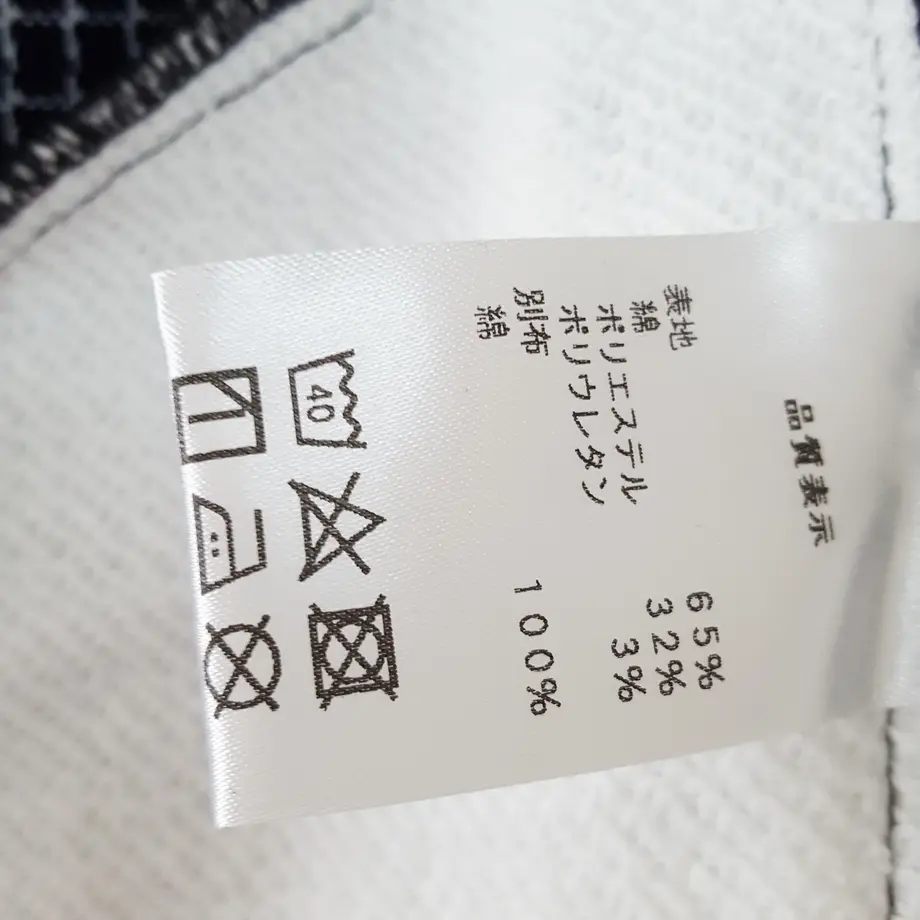 品質表示
表地
綿 65%
ポリエステル 32%
ポリウレタン 3%
別布
綿 100%
40